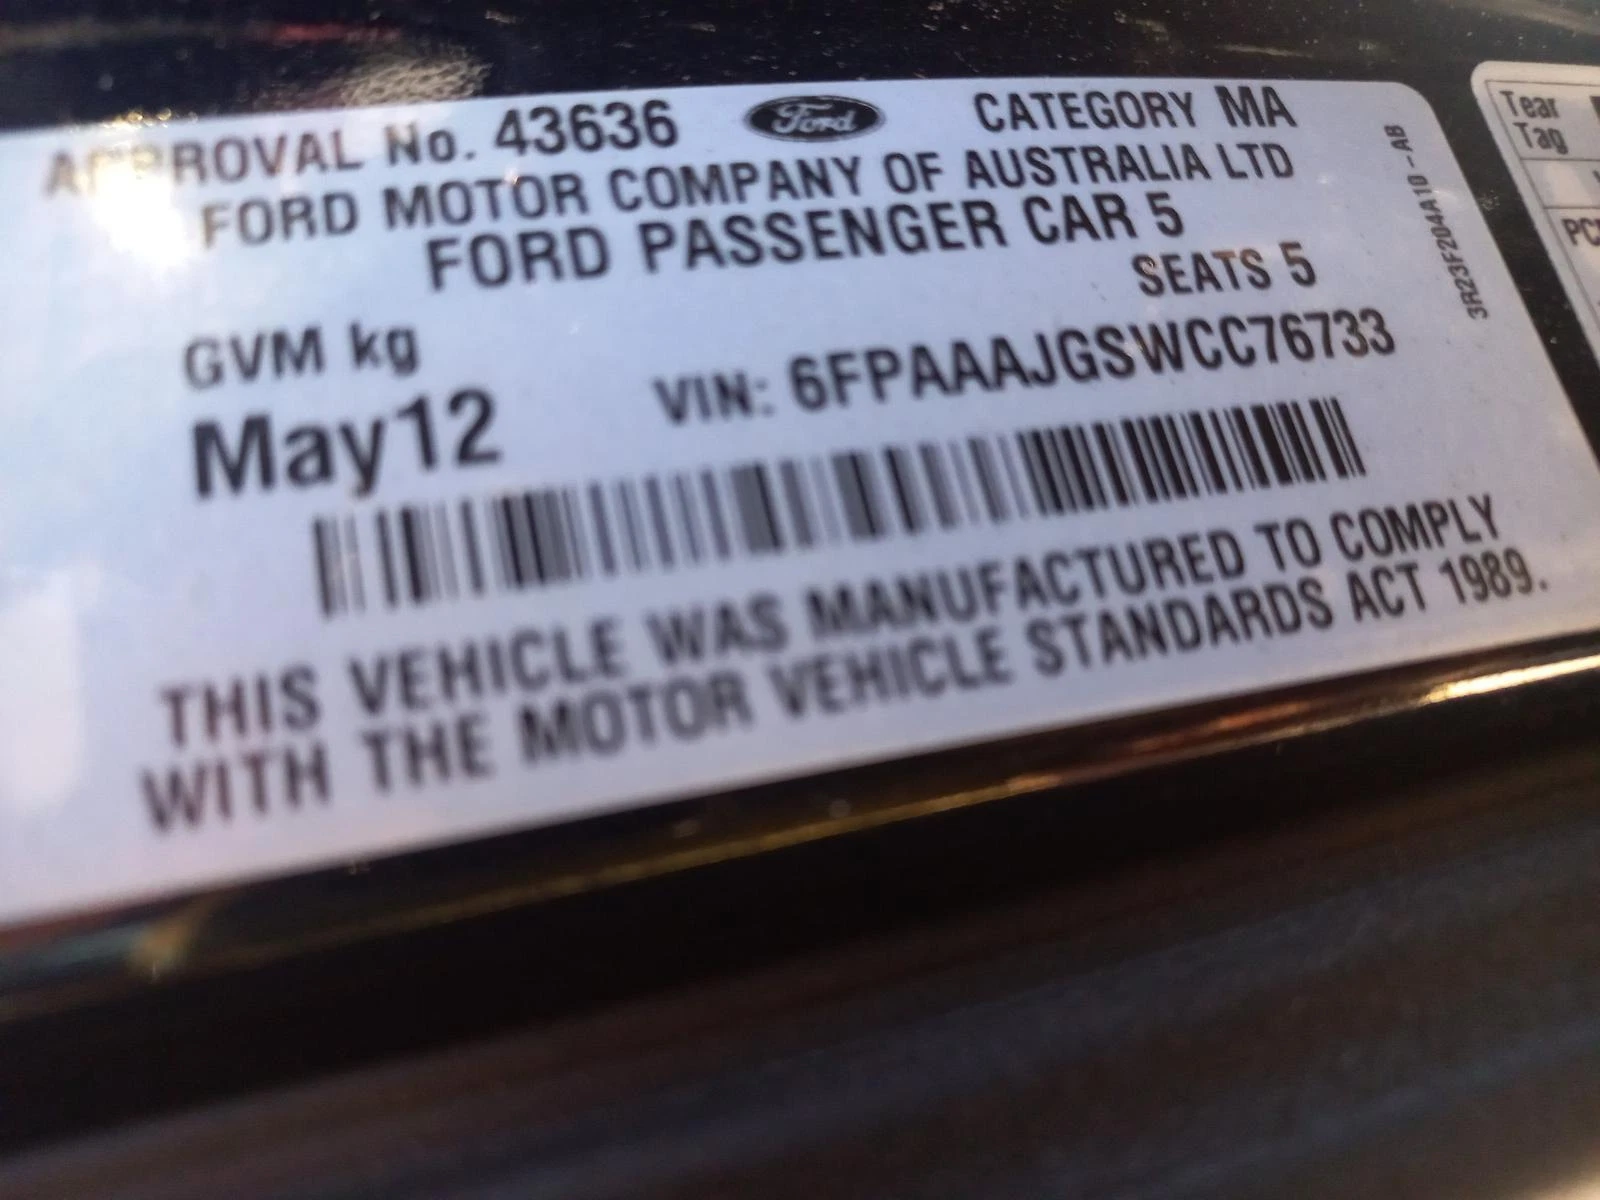 APPROVAL No. 43636 Ford CATEGORY MA
FORD MOTOR COMPANY OF AUSTRALIA LTD
FORD PASSENGER CAR 5
SEATS 5
GVM kg
May12 VIN: 6FPAAAJGSWCC76733
THIS VEHICLE WAS MANUFACTURED TO COMPLY
WITH THE MOTOR VEHICLE STANDARDS ACT 1989.
3R23F204A10-AB
Tear
Tag